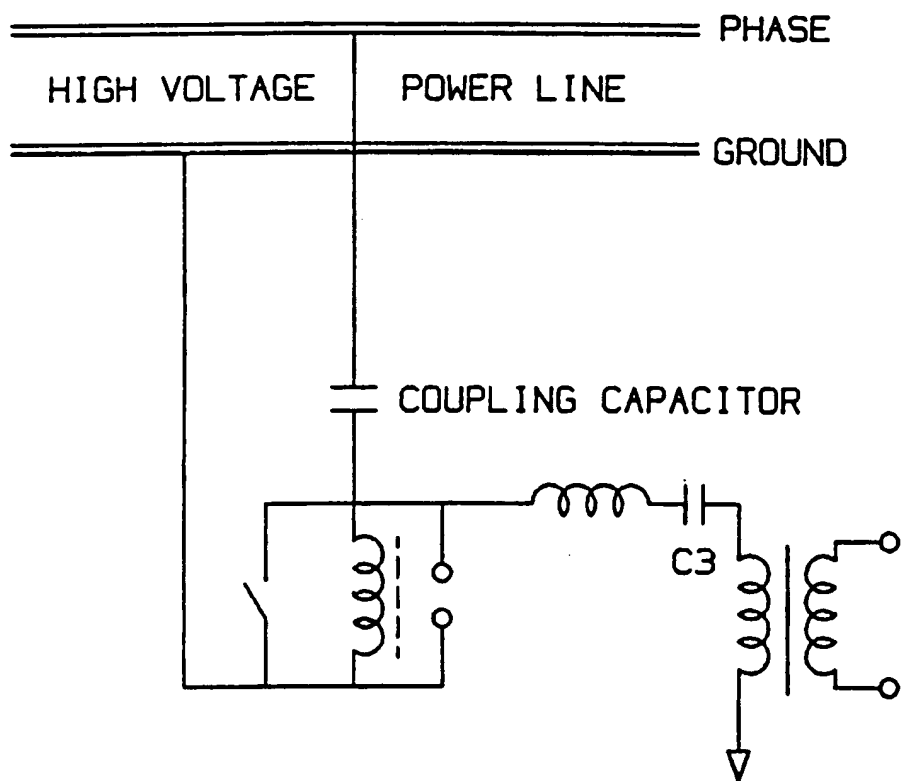 PHASE
HIGH VOLTAGE POWER LINE
GROUND
COUPLING CAPACITOR
C3